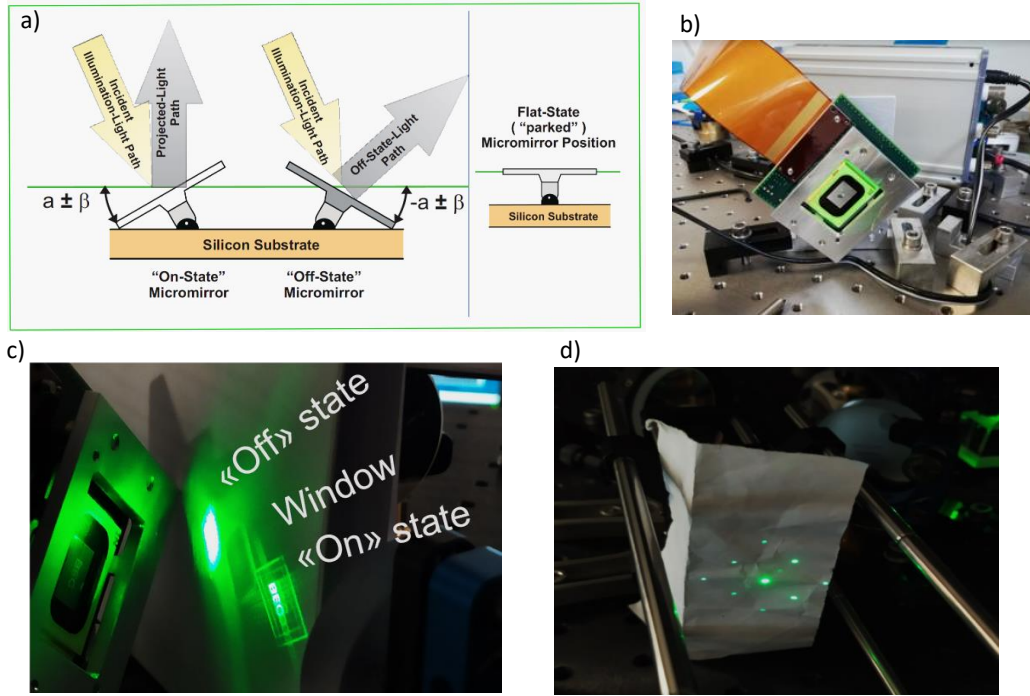 a)
Incident
Illumination-Light Path
Projected-Light
Path
Incident
Illumination-Light Path
Off-State-Light
Path
a ± β
-a ± β
Silicon Substrate
“On-State”
Micromirror
“Off-State”
Micromirror
Flat-State
( “parked” )
Micromirror Position
Silicon Substrate
b)
c)
«Off» state
Window
«On» state
BEC
d)